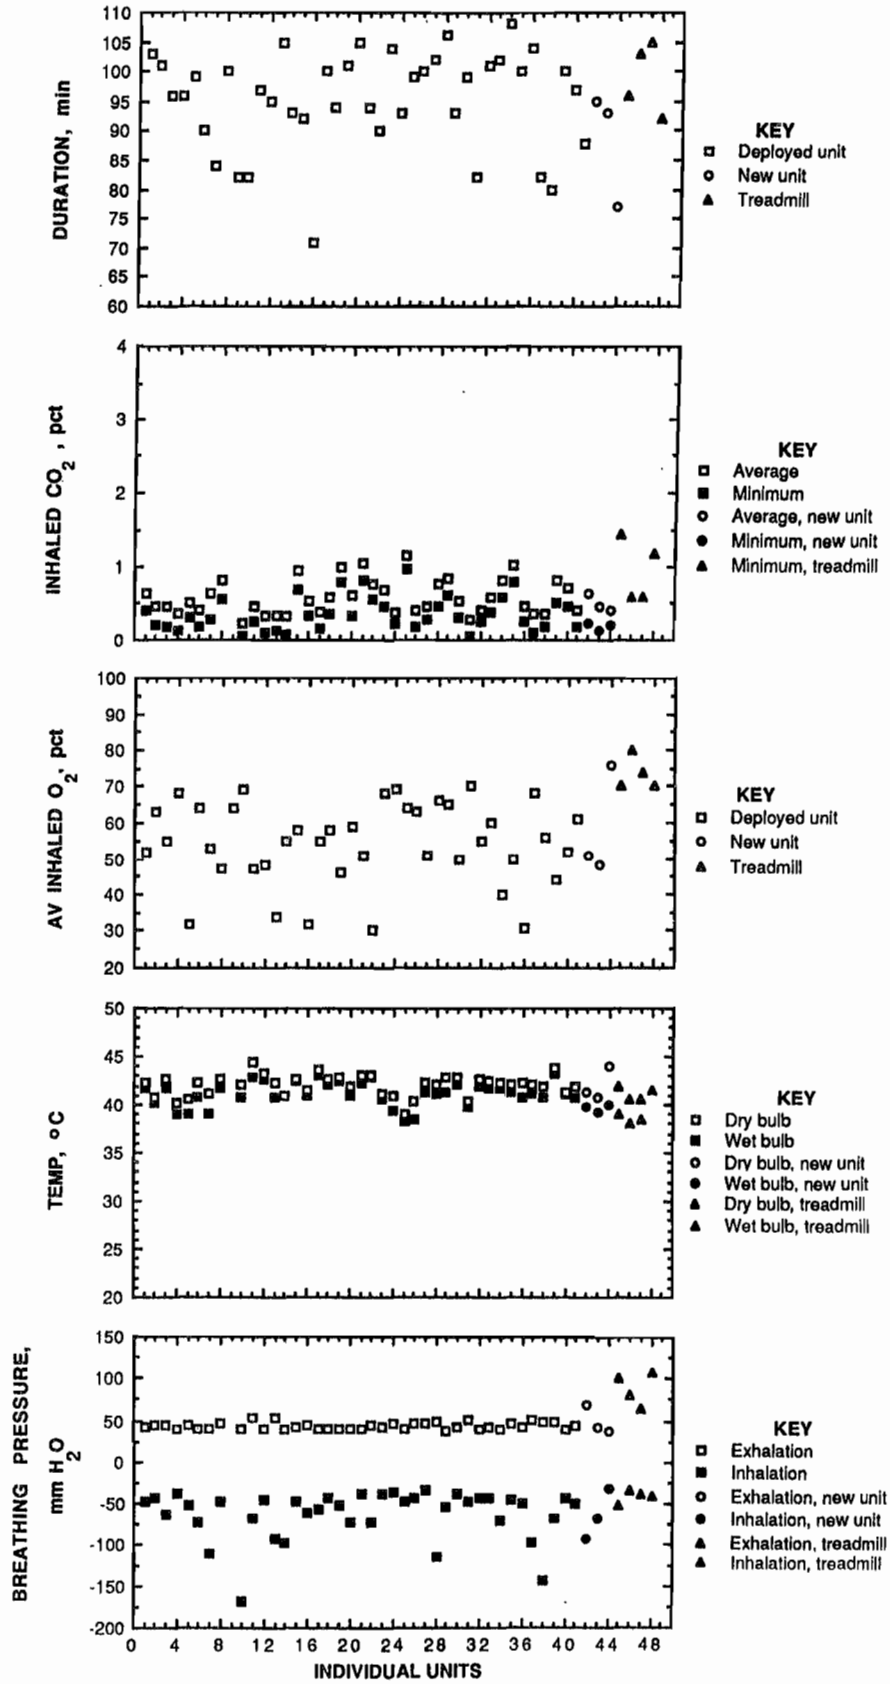 110
105
100
95
90
85
80
75
70
65
60
DURATION, min
KEY
Deployed unit
New unit
Treadmill
4
3
2
1
0
INHALED CO2, pct
KEY
Average
Minimum
Average, new unit
Minimum, new unit
Minimum, treadmill
100
90
80
70
60
50
40
30
20
AV INHALED O2, pct
KEY
Deployed unit
New unit
Treadmill
50
45
40
35
30
25
20
TEMP, oC
KEY
Dry bulb
Wet bulb
Dry bulb, new unit
Wet bulb, new unit
Dry bulb, treadmill
Wet bulb, treadmill
150
100
50
0
-50
-100
-150
-200
BREATHING PRESSURE,
mm H2O
KEY
Exhalation
Inhalation
Exhalation, new unit
Inhalation, new unit
Exhalation, treadmill
Inhalation, treadmill
0 4 8 12 16 20 24 28 32 36 40 44 48
INDIVIDUAL UNITS